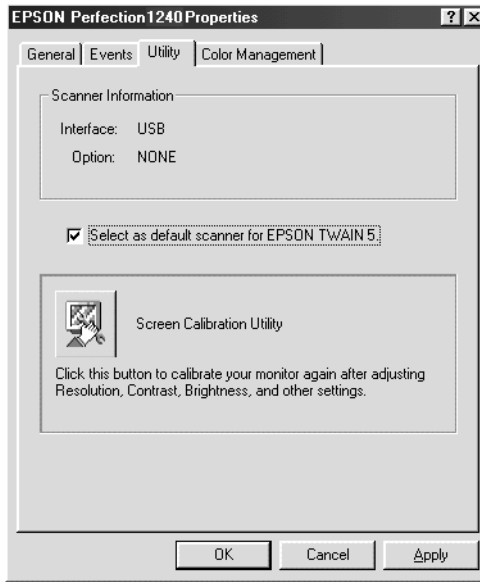 EPSON Perfection1240 Properties
? X
General Events Utility Color Management
Scanner Information
Interface: USB
Option: NONE
Select as default scanner for EPSON TWAIN 5.
Screen Calibration Utility
Click this button to calibrate your monitor again after adjusting
Resolution, Contrast, Brightness, and other settings.
OK Cancel Apply